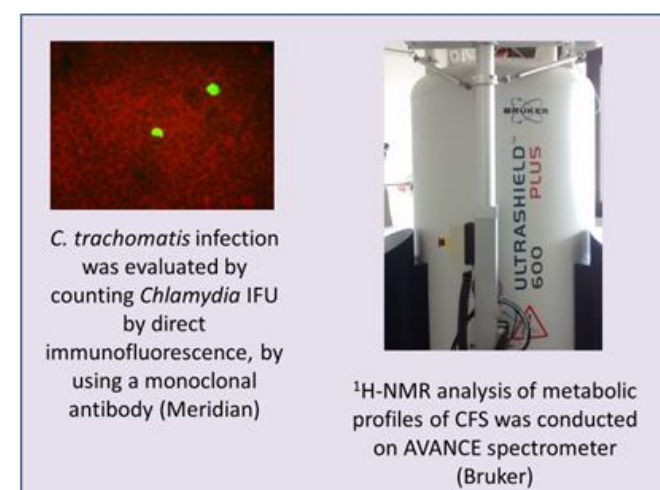 C. trachomatis infection
was evaluated by
counting Chlamydia IFU
by direct
immunofluorescence, by
using a monoclonal
antibody (Meridian)
BRUKER
ULTRASHIELD™
600 PLUS
¹H-NMR analysis of metabolic
profiles of CFS was conducted
on AVANCE spectrometer
(Bruker)